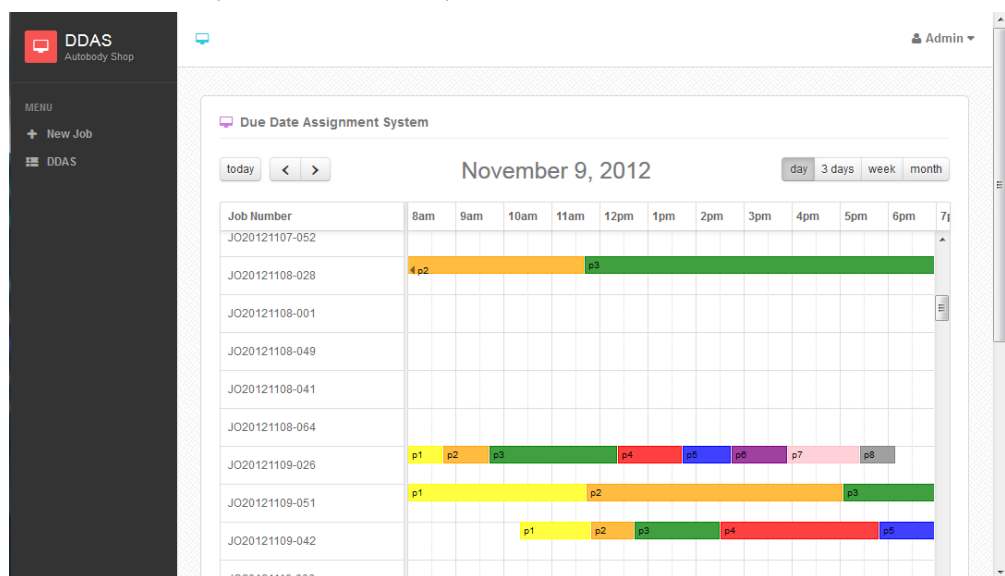 DDAS
Autobody Shop
Admin
MENU
New Job
DDAS
Due Date Assignment System
today
November 9, 2012
day 3 days week month
Job Number 8am 9am 10am 11am 12pm 1pm 2pm 3pm 4pm 5pm 6pm
JO20121107-052
JO20121108-028 p2 p3
JO20121108-001
JO20121108-049
JO20121108-041
JO20121108-064
JO20121109-026 p1 p2 p3 p4 p5 p6 p7 p8
JO20121109-051 p1 p2 p3
JO20121109-042 p1 p2 p3 p4 p5